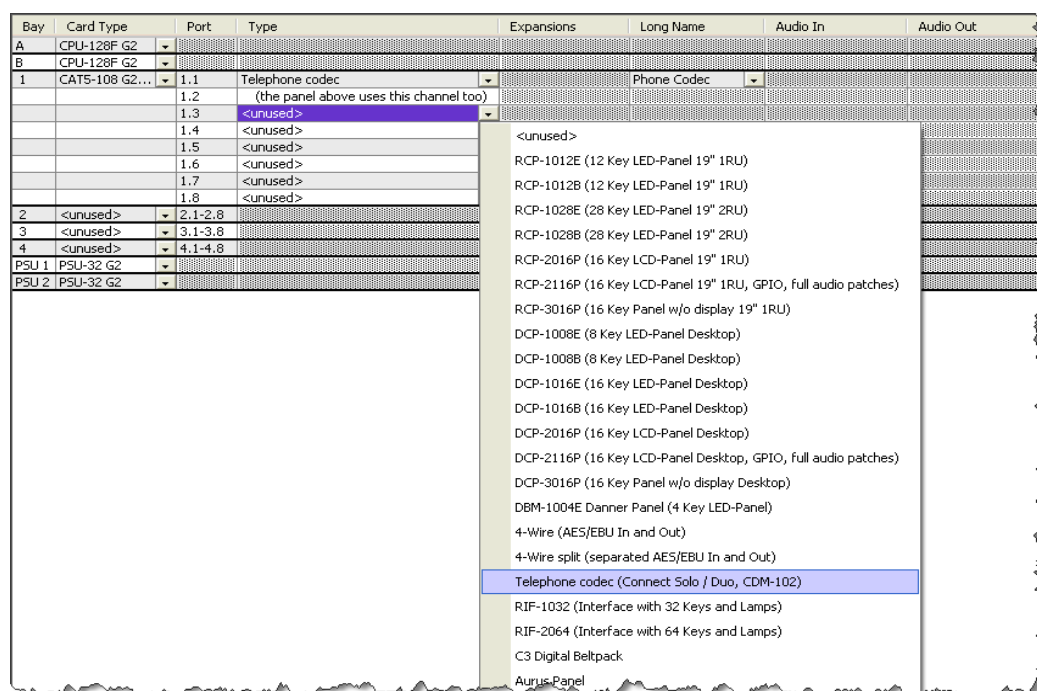 Bay Card Type Port Type Expansions Long Name Audio In Audio Out
A CPU-128F G2
B CPU-128F G2
1 CAT5-108 G2... 1.1 Telephone codec Phone Codec
1.2 (the panel above uses this channel too)
1.3 <unused>
1.4 <unused>
1.5 <unused>
1.6 <unused>
1.7 <unused>
1.8 <unused>
2 <unused> 2.1-2.8
3 <unused> 3.1-3.8
4 <unused> 4.1-4.8
PSU 1 PSU-32 G2
PSU 2 PSU-32 G2
<unused>
RCP-1012E (12 Key LED-Panel 19" 1RU)
RCP-1012B (12 Key LED-Panel 19" 1RU)
RCP-1028E (28 Key LED-Panel 19" 2RU)
RCP-1028B (28 Key LED-Panel 19" 2RU)
RCP-2016P (16 Key LCD-Panel 19" 1RU)
RCP-2116P (16 Key LCD-Panel 19" 1RU, GPIO, full audio patches)
RCP-3016P (16 Key Panel w/o display 19" 1RU)
DCP-1008E (8 Key LED-Panel Desktop)
DCP-1008B (8 Key LED-Panel Desktop)
DCP-1016E (16 Key LED-Panel Desktop)
DCP-1016B (16 Key LED-Panel Desktop)
DCP-2016P (16 Key LCD-Panel Desktop)
DCP-2116P (16 Key LCD-Panel Desktop, GPIO, full audio patches)
DCP-3016P (16 Key Panel w/o display Desktop)
DBM-1004E Danner Panel (4 Key LED-Panel)
4-Wire (AES/EBU In and Out)
4-Wire split (separated AES/EBU In and Out)
Telephone codec (Connect Solo / Duo, CDM-102)
RIF-1032 (Interface with 32 Keys and Lamps)
RIF-2064 (Interface with 64 Keys and Lamps)
C3 Digital Beltpack
Aurus Panel